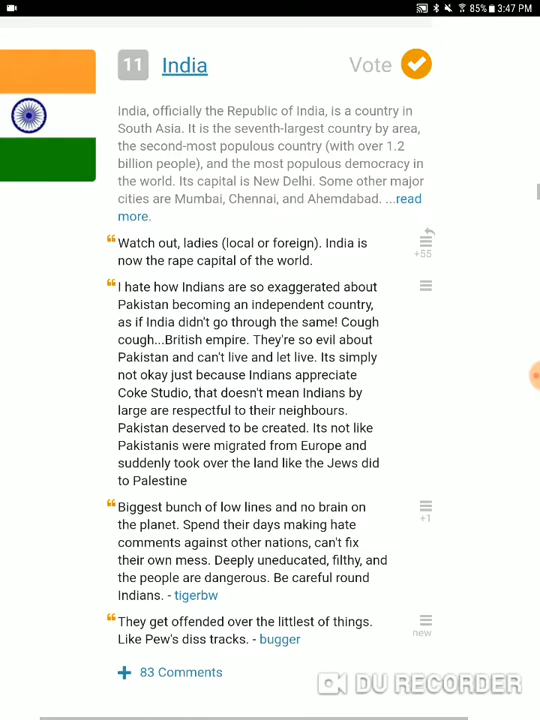 85% 3:47 PM
11 India Vote
India, officially the Republic of India, is a country in
South Asia. It is the seventh-largest country by area,
the second-most populous country (with over 1.2
billion people), and the most populous democracy in
the world. Its capital is New Delhi. Some other major
cities are Mumbai, Chennai, and Ahemdabad. ...read
more.
Watch out, ladies (local or foreign). India is
now the rape capital of the world.
+55
I hate how Indians are so exaggerated about
Pakistan becoming an independent country,
as if India didn't go through the same! Cough
cough...British empire. They're so evil about
Pakistan and can't live and let live. Its simply
not okay just because Indians appreciate
Coke Studio, that doesn't mean Indians by
large are respectful to their neighbours.
Pakistan deserved to be created. Its not like
Pakistanis were migrated from Europe and
suddenly took over the land like the Jews did
to Palestine
Biggest bunch of low lines and no brain on
the planet. Spend their days making hate
+1
comments against other nations, can't fix
their own mess. Deeply uneducated, filthy, and
the people are dangerous. Be careful round
Indians. - tigerbw
They get offended over the littlest of things.
Like Pew's diss tracks. - bugger
new
+ 83 Comments
DU RECORDER